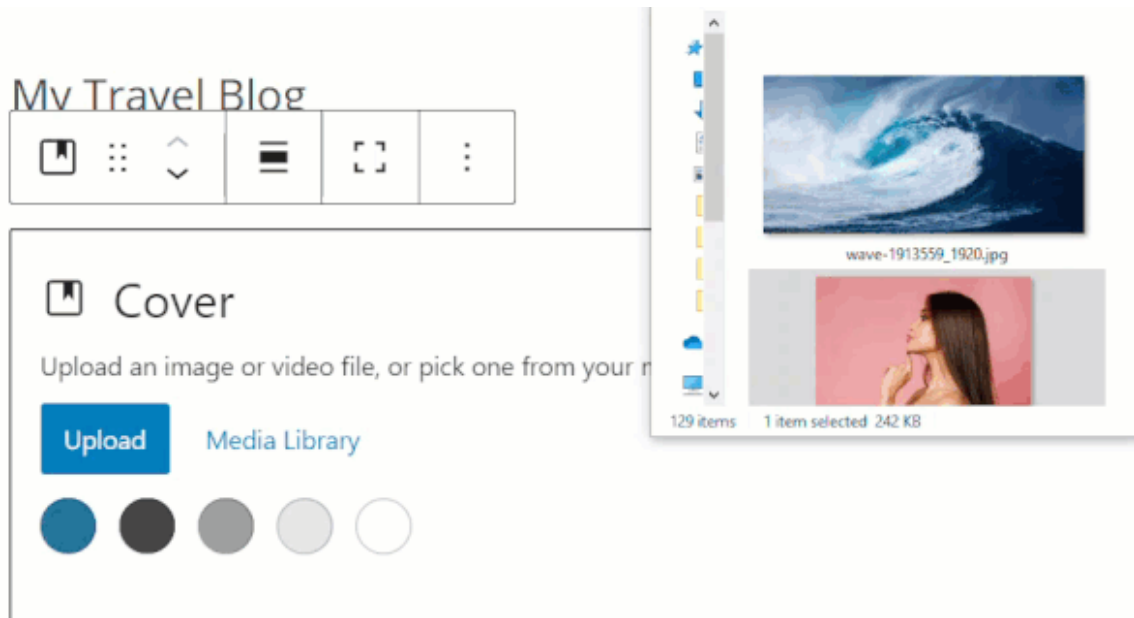 My Travel Blog
Cover
Upload an image or video file, or pick one from your
Upload
Media Library
wave-1913559_1920.jpg
129 items
1 item selected 242 KB